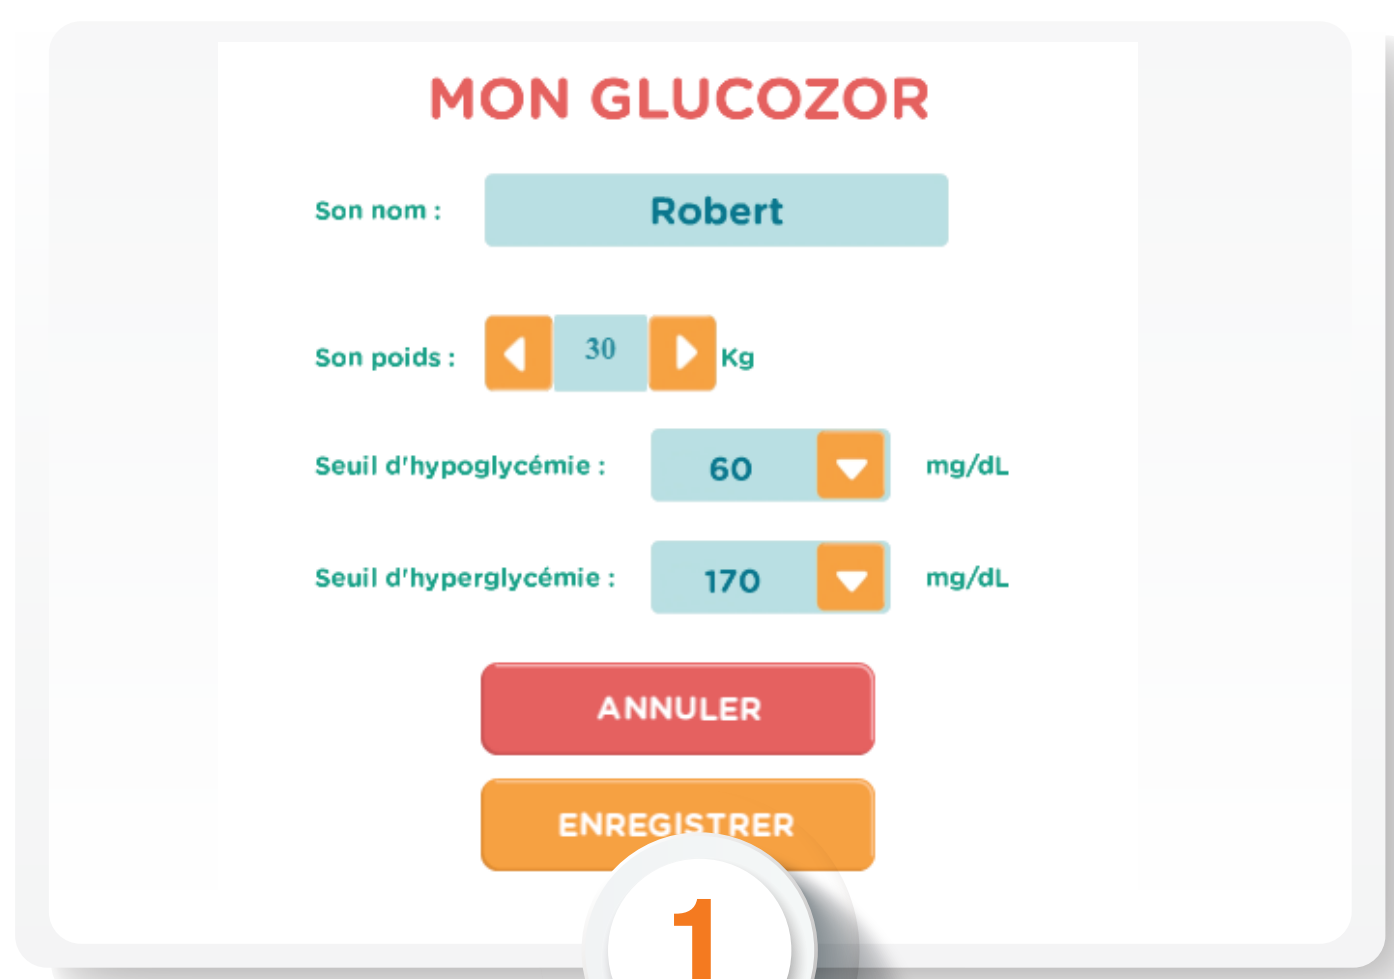 MON GLUCOZOR
Son nom : Robert
Son poids : 30 Kg
Seuil d'hypoglycémie : 60 mg/dL
Seuil d'hyperglycémie : 170 mg/dL
ANNULER
ENREGISTRER
1